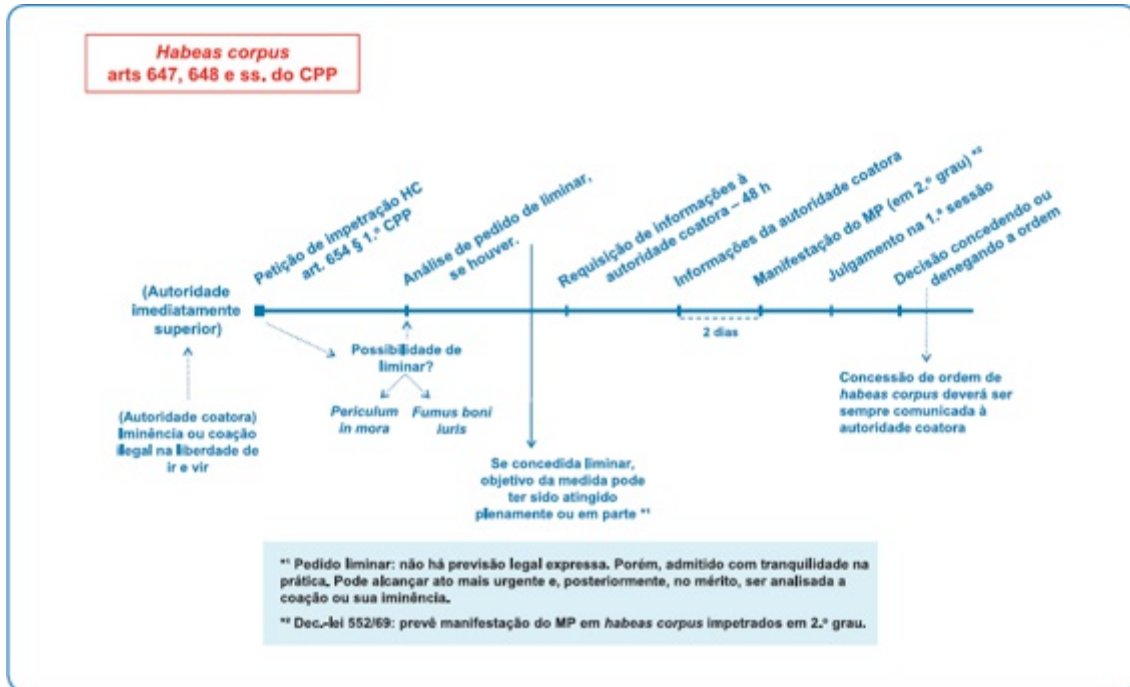 Habeas corpus
arts 647, 648 e ss. do CPP
Petição de impetração HC
art. 654 § 1.º CPP
Análise de pedido de liminar,
se houver.
Requisição de informações à
autoridade coatora – 48 h
Informações da autoridade coatora
Manifestação do MP (em 2.º grau) *²
Julgamento na 1.ª sessão
Decisão concedendo ou
denegando a ordem
(Autoridade
imediatamente
superior)
2 dias
Possibilidade de
liminar?
Periculum
in mora
Fumus boni
iuris
(Autoridade coatora)
Iminência ou coação
ilegal na liberdade de
ir e vir
Concessão de ordem de
habeas corpus deverá ser
sempre comunicada à
autoridade coatora
Se concedida liminar,
objetivo da medida pode
ter sido atingido
plenamente ou em parte *¹
*¹ Pedido liminar: não há previsão legal expressa. Porém, admitido com tranquilidade na
prática. Pode alcançar ato mais urgente e, posteriormente, no mérito, ser analisada a
coação ou sua iminência.
*² Dec.-lei 552/69: prevê manifestação do MP em habeas corpus impetrados em 2.º grau.